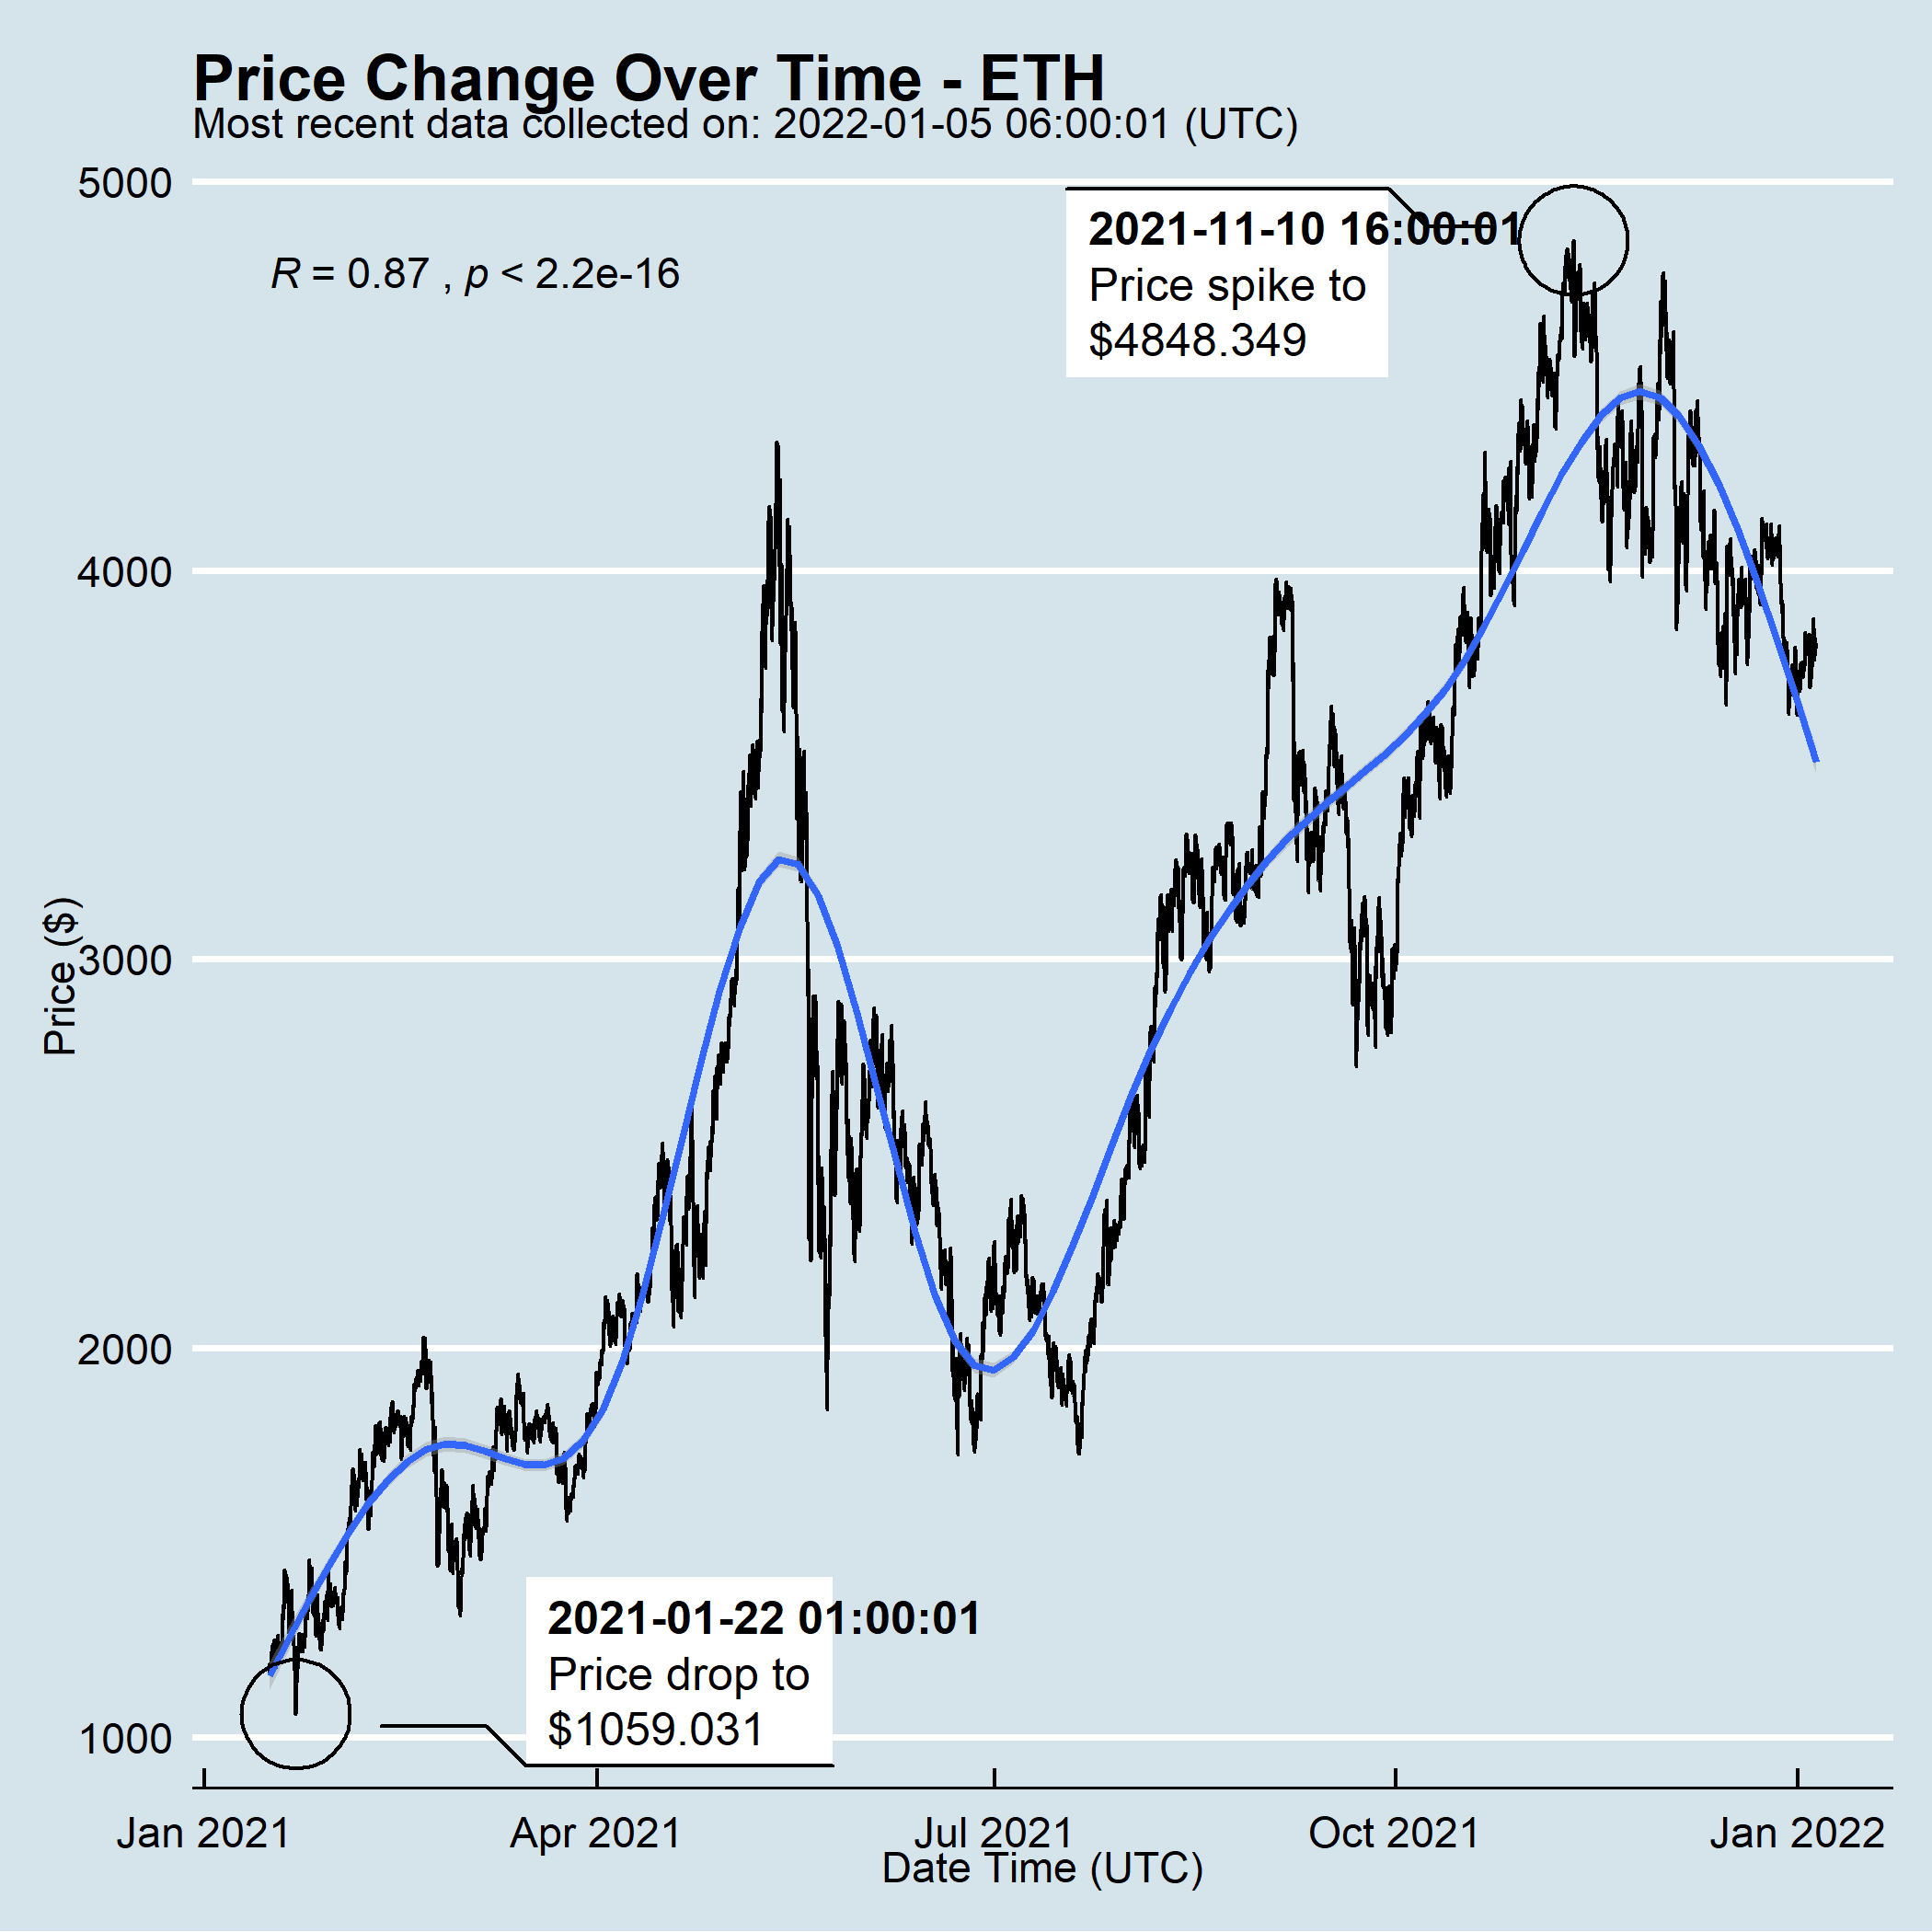 Price Change Over Time - ETH
Most recent data collected on: 2022-01-05 06:00:01 (UTC)
5000
2021-11-10 16:00:01
Price spike to
$4848.349
R = 0.87 , p < 2.2e-16
4000
Price ($)
3000
2000
2021-01-22 01:00:01
Price drop to
$1059.031
1000
Jan 2021 Apr 2021 Jul 2021 Oct 2021 Jan 2022
Date Time (UTC)